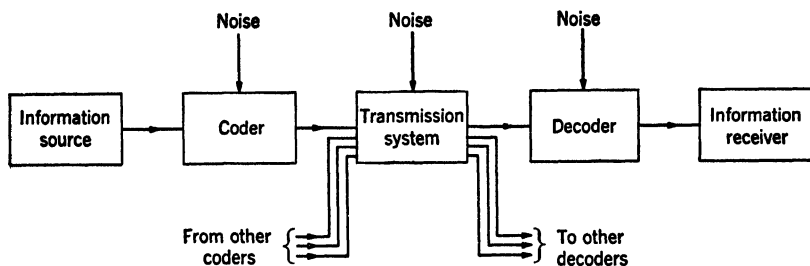 Noise
Noise
Noise
Information
source
Coder
Transmission
system
Decoder
Information
receiver
From other
coders
To other
decoders